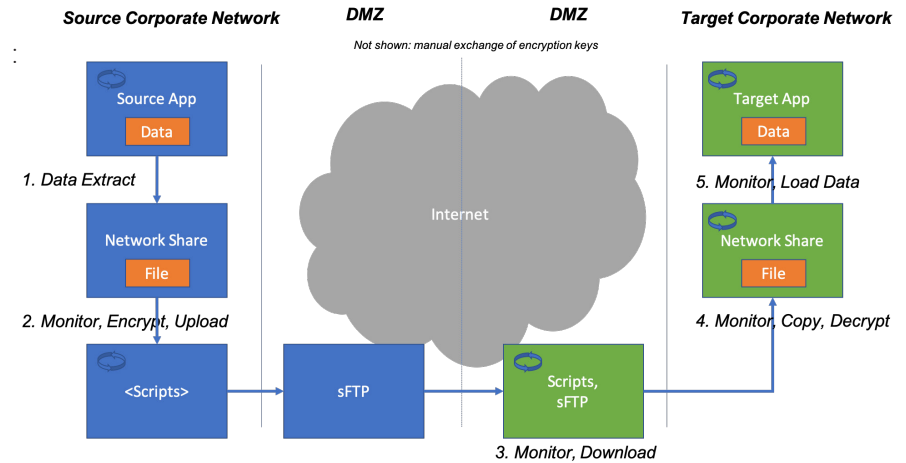 Source Corporate Network
DMZ
DMZ
Target Corporate Network
Not shown: manual exchange of encryption keys
:
Source App
Data
Target App
Data
1. Data Extract
5. Monitor, Load Data
Internet
Network Share
File
Network Share
File
2. Monitor, Encrypt, Upload
4. Monitor, Copy, Decrypt
<Scripts>
sFTP
Scripts,
sFTP
3. Monitor, Download